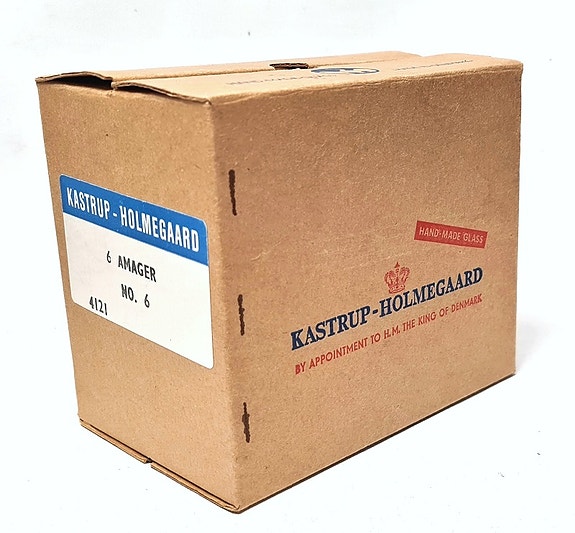 KASTRUP - HOLMEGAARD
6 AMAGER
NO. 6
4121
HAND-MADE GLASS
KASTRUP-HOLMEGAARD
BY APPOINTMENT TO H.M. THE KING OF DENMARK